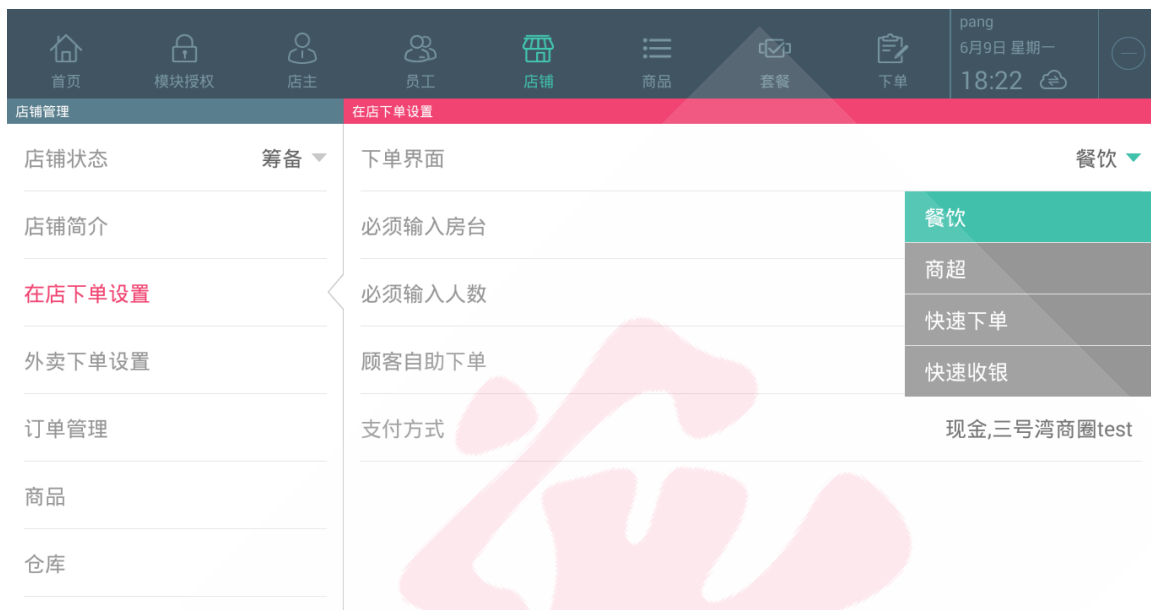 首页
模块授权
店主
员工
店铺
商品
套餐
下单
pang
6月9日 星期一
18:22
店铺管理
在店下单设置
店铺状态 筹备
下单界面 餐饮
店铺简介
必须输入房台
餐饮
在店下单设置
必须输入人数
商超
快速下单
外卖下单设置
顾客自助下单
快速收银
订单管理
支付方式 现金,三号湾商圈test
商品
仓库